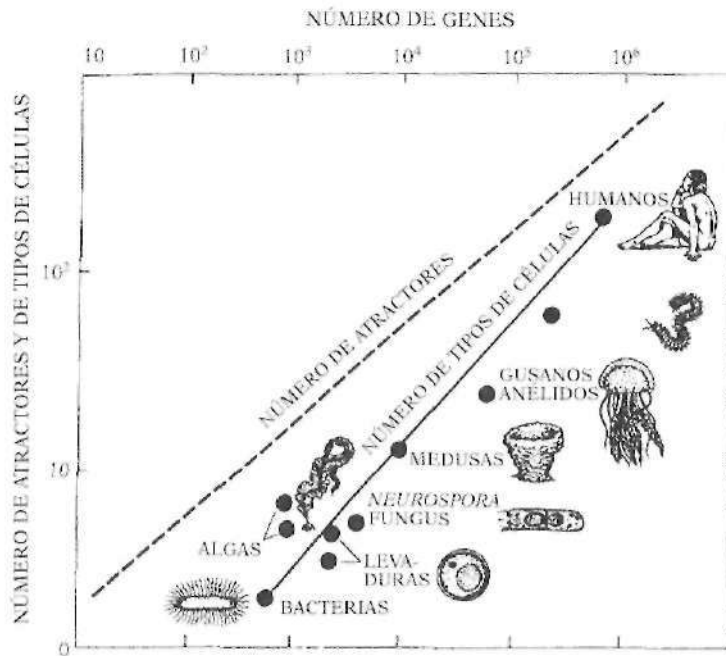 NÚMERO DE GENES
10 10² 10³ 10⁴ 10⁵ 10⁶
NÚMERO DE ATRACTORES Y DE TIPOS DE CÉLULAS
HUMANOS
10²
NÚMERO DE ATRACTORES
NÚMERO DE TIPOS DE CÉLULAS
GUSANOS
ANÉLIDOS
10
MEDUSAS
NEUROSPORA
FUNGUS
ALGAS
LEVA-
DURAS
BACTERIAS
0